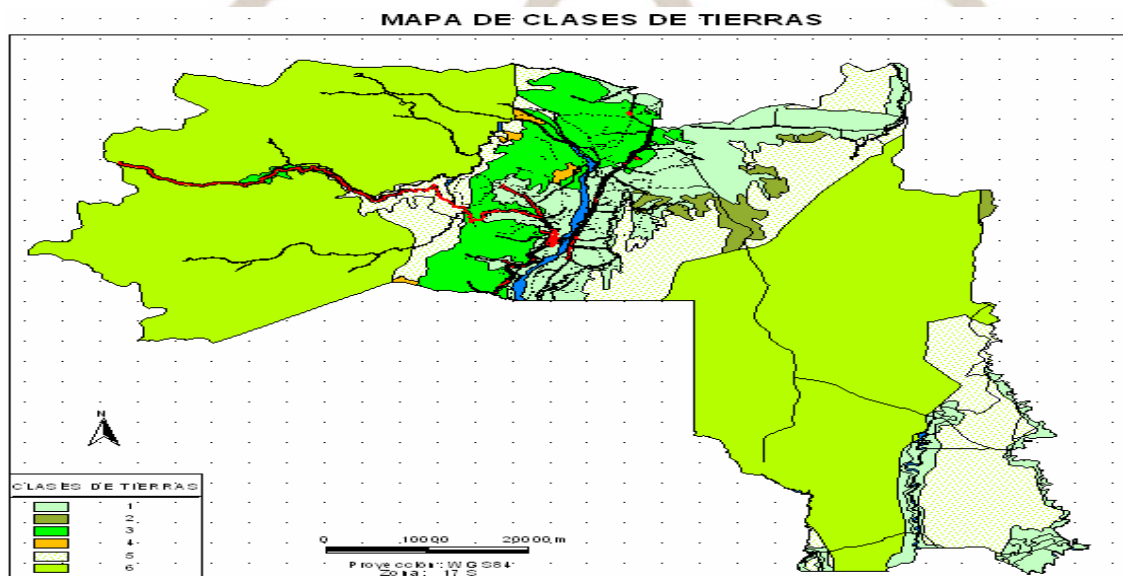 MAPA DE CLASES DE TIERRAS
N
CLASES DE TIERRAS
1
2
3
4
5
6
0 10000 20000 m
Proyección: WGS84
Zona: 17 S